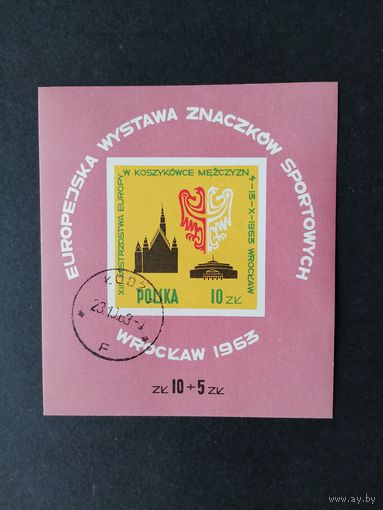 EUROPEJSKA WYSTAWA ZNACZKÓW SPORTOWYCH
XIII MISTRZOSTWA EUROPY
W KOSZYKÓWCE MĘŻCZYZN
4-13-X-1963 WROCŁAW
POLSKA 10 ZŁ
ŁÓDŹ
F
WROCŁAW 1963
ZŁ 10+5 ZŁ
ay.by